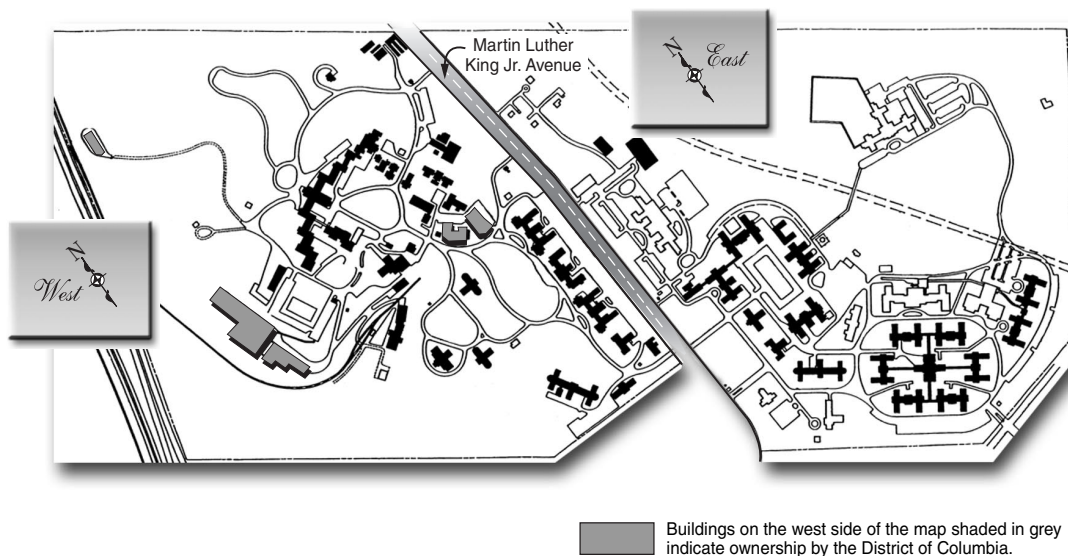 Martin Luther
King Jr. Avenue
N
East
N
West
Buildings on the west side of the map shaded in grey
indicate ownership by the District of Columbia.